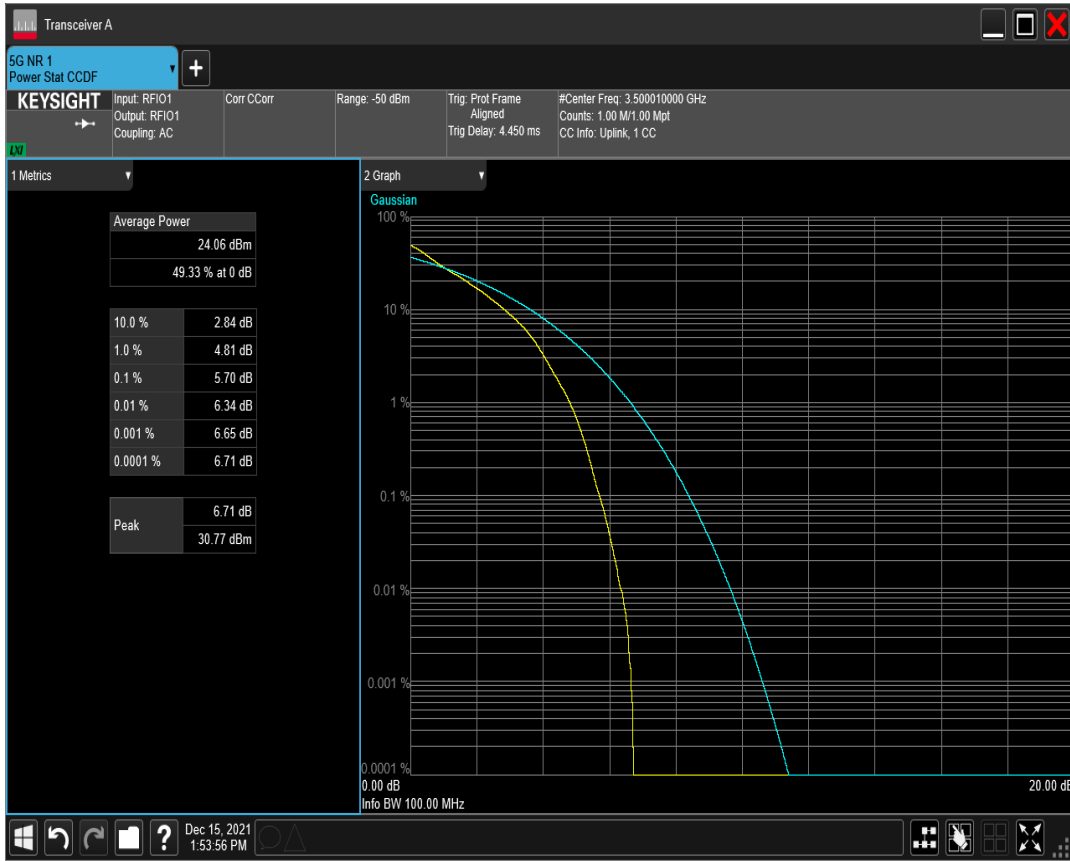 Transceiver A
5G NR 1
Power Stat CCDF
KEYSIGHT
LXI
Input: RFIO1
Output: RFIO1
Coupling: AC
Corr CCorr
Range: -50 dBm
Trig: Prot Frame
Aligned
Trig Delay: 4.450 ms
#Center Freq: 3.500010000 GHz
Counts: 1.00 M/1.00 Mpt
CC Info: Uplink, 1 CC
1 Metrics
Average Power
24.06 dBm
49.33 % at 0 dB
10.0 % 2.84 dB
1.0 % 4.81 dB
0.1 % 5.70 dB
0.01 % 6.34 dB
0.001 % 6.65 dB
0.0001 % 6.71 dB
Peak
6.71 dB
30.77 dBm
2 Graph
Gaussian
100 %
10 %
1 %
0.1 %
0.01 %
0.001 %
0.0001 %
0.00 dB
20.00 dB
Info BW 100.00 MHz
?
Dec 15, 2021
1:53:56 PM